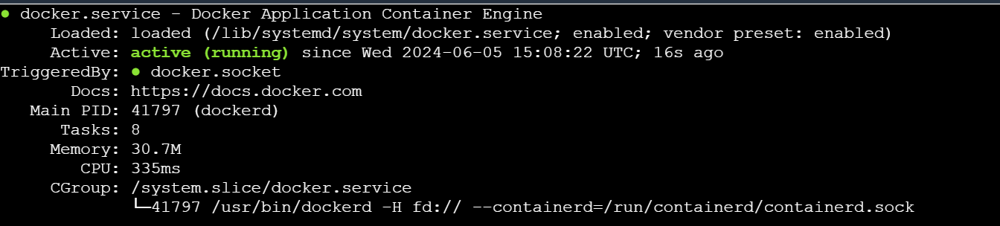 ● docker.service - Docker Application Container Engine
Loaded: loaded (/lib/systemd/system/docker.service; enabled; vendor preset: enabled)
Active: active (running) since Wed 2024-06-05 15:08:22 UTC; 16s ago
TriggeredBy: ● docker.socket
Docs: https://docs.docker.com
Main PID: 41797 (dockerd)
Tasks: 8
Memory: 30.7M
CPU: 335ms
CGroup: /system.slice/docker.service
└─41797 /usr/bin/dockerd -H fd:// --containerd=/run/containerd/containerd.sock